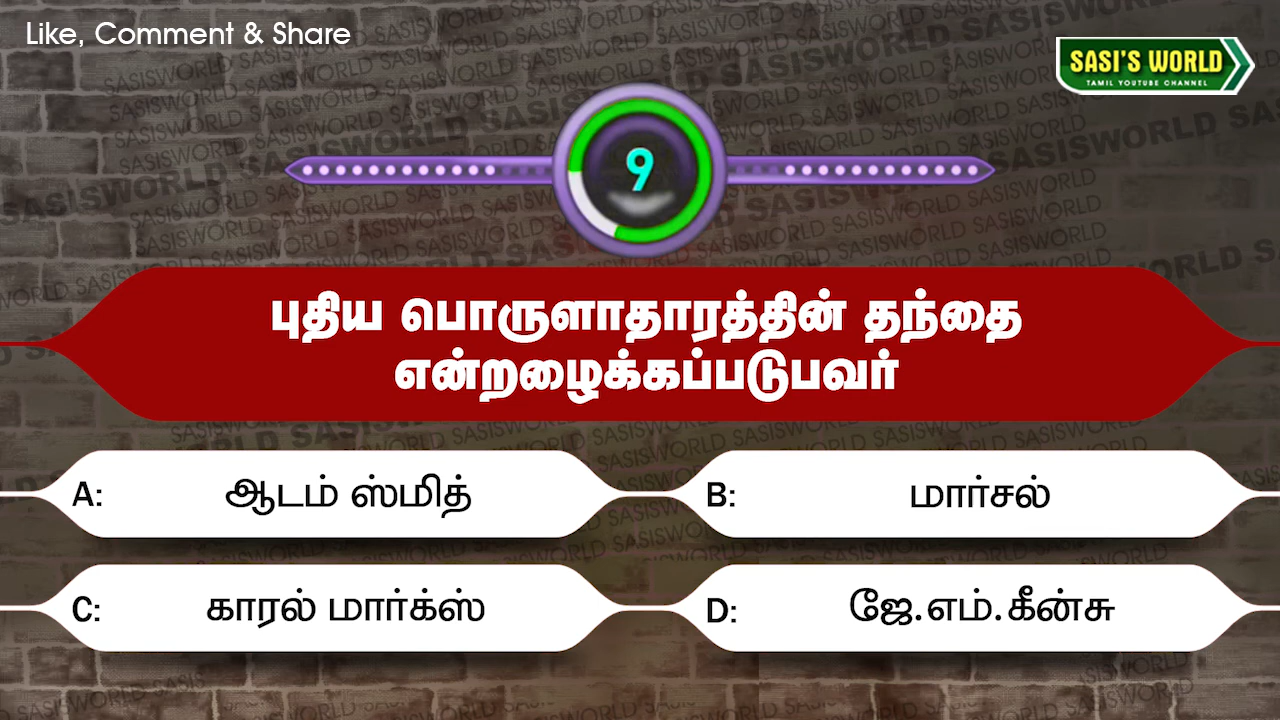 Like, Comment & Share
SASI'S WORLD
TAMIL YOUTUBE CHANNEL
9
புதிய பொருளாதாரத்தின் தந்தை
என்றழைக்கப்படுபவர்
A: ஆடம் ஸ்மித்
B: மார்சல்
C: காரல் மார்க்ஸ்
D: ஜே.எம்.கீன்சு